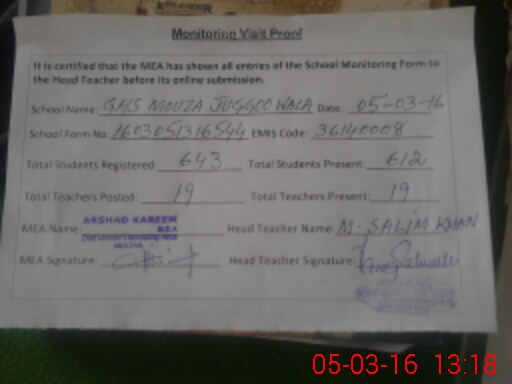 Monitoring Visit Proof
It is certified that the MEA has shown all entries of the School Monitoring Form to
the Head Teacher before its online submission.
School Name: GHS MOUZA JUGGOO WALA Date: 05-03-16
School Form No: 1603051316544 EMIS Code: 36140008
Total Students Registered: 643 Total Students Present: 612
Total Teachers Posted: 19 Total Teachers Present: 19
MEA Name: ARSHAD KAREEM Head Teacher Name: M. SALIM KHAN
MEA
MEA Signature: Head Teacher Signature:
05-03-16 13:18